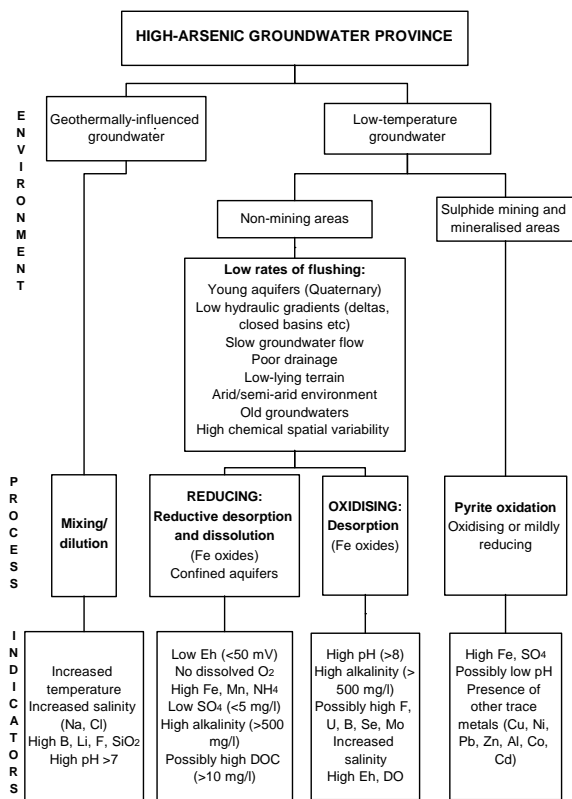 HIGH-ARSENIC GROUNDWATER PROVINCE
ENVIRONMENT
Geothermally-influenced
groundwater
Low-temperature
groundwater
Non-mining areas
Sulphide mining and
mineralised areas
Low rates of flushing:
Young aquifers (Quaternary)
Low hydraulic gradients (deltas,
closed basins etc)
Slow groundwater flow
Poor drainage
Low-lying terrain
Arid/semi-arid environment
Old groundwaters
High chemical spatial variability
PROCESS
Mixing/
dilution
REDUCING:
Reductive desorption
and dissolution
(Fe oxides)
Confined aquifers
OXIDISING:
Desorption
(Fe oxides)
Pyrite oxidation
Oxidising or mildly
reducing
INDICATORS
Increased
temperature
Increased salinity
(Na, Cl)
High B, Li, F, SiO2
High pH >7
Low Eh (<50 mV)
No dissolved O2
High Fe, Mn, NH4
Low SO4 (<5 mg/l)
High alkalinity (>500
mg/l)
Possibly high DOC
(>10 mg/l)
High pH (>8)
High alkalinity (>
500 mg/l)
Possibly high F,
U, B, Se, Mo
Increased
salinity
High Eh, DO
High Fe, SO4
Possibly low pH
Presence of
other trace
metals (Cu, Ni,
Pb, Zn, Al, Co,
Cd)